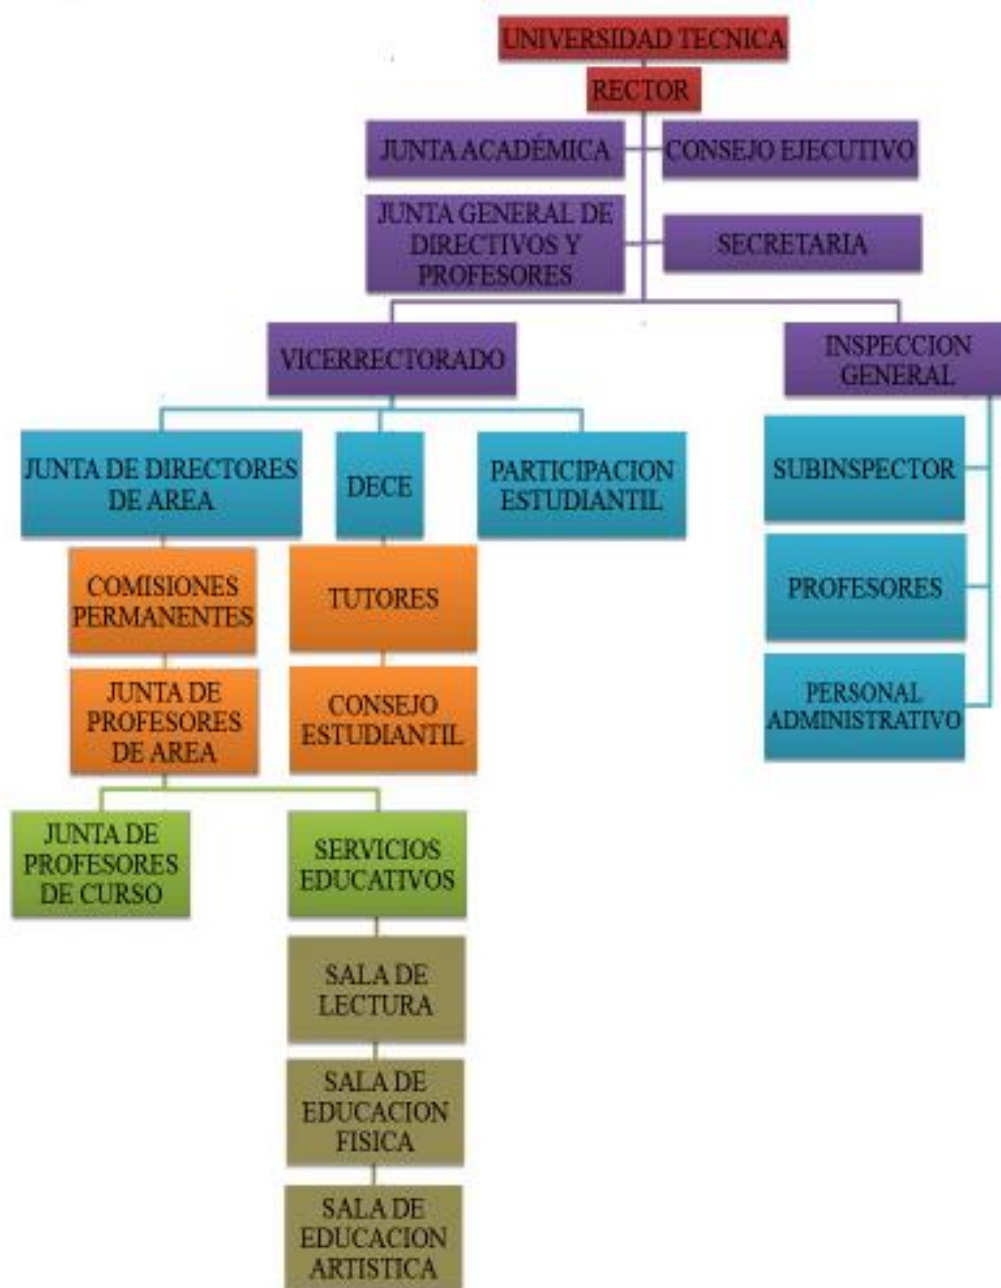 UNIVERSIDAD TECNICA
RECTOR
JUNTA ACADÉMICA
CONSEJO EJECUTIVO
JUNTA GENERAL DE
DIRECTIVOS Y
PROFESORES
SECRETARIA
VICERRECTORADO
INSPECCION
GENERAL
JUNTA DE DIRECTORES
DE AREA
DECE
PARTICIPACION
ESTUDIANTIL
SUBINSPECTOR
COMISIONES
PERMANENTES
TUTORES
PROFESORES
JUNTA DE
PROFESORES
DE AREA
CONSEJO
ESTUDIANTIL
PERSONAL
ADMINISTRATIVO
JUNTA DE
PROFESORES
DE CURSO
SERVICIOS
EDUCATIVOS
SALA DE
LECTURA
SALA DE
EDUCACION
FISICA
SALA DE
EDUCACION
ARTISTICA